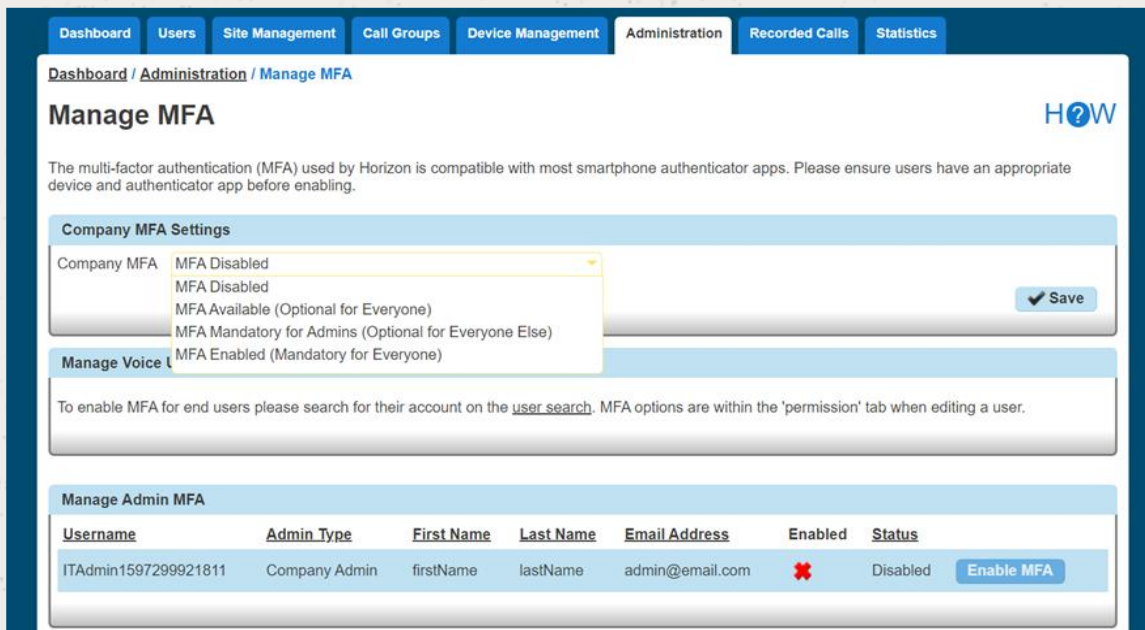 Dashboard Users Site Management Call Groups Device Management Administration Recorded Calls Statistics
Dashboard / Administration / Manage MFA
Manage MFA
H?W
The multi-factor authentication (MFA) used by Horizon is compatible with most smartphone authenticator apps. Please ensure users have an appropriate
device and authenticator app before enabling.
Company MFA Settings
Company MFA MFA Disabled
MFA Disabled
MFA Available (Optional for Everyone)
Save
MFA Mandatory for Admins (Optional for Everyone Else)
MFA Enabled (Mandatory for Everyone)
Manage Voice
To enable MFA for end users please search for their account on the user search. MFA options are within the 'permission' tab when editing a user.
Manage Admin MFA
Username Admin Type First Name Last Name Email Address Enabled Status
ITAdmin1597299921811 Company Admin firstName lastName admin@email.com Disabled Enable MFA